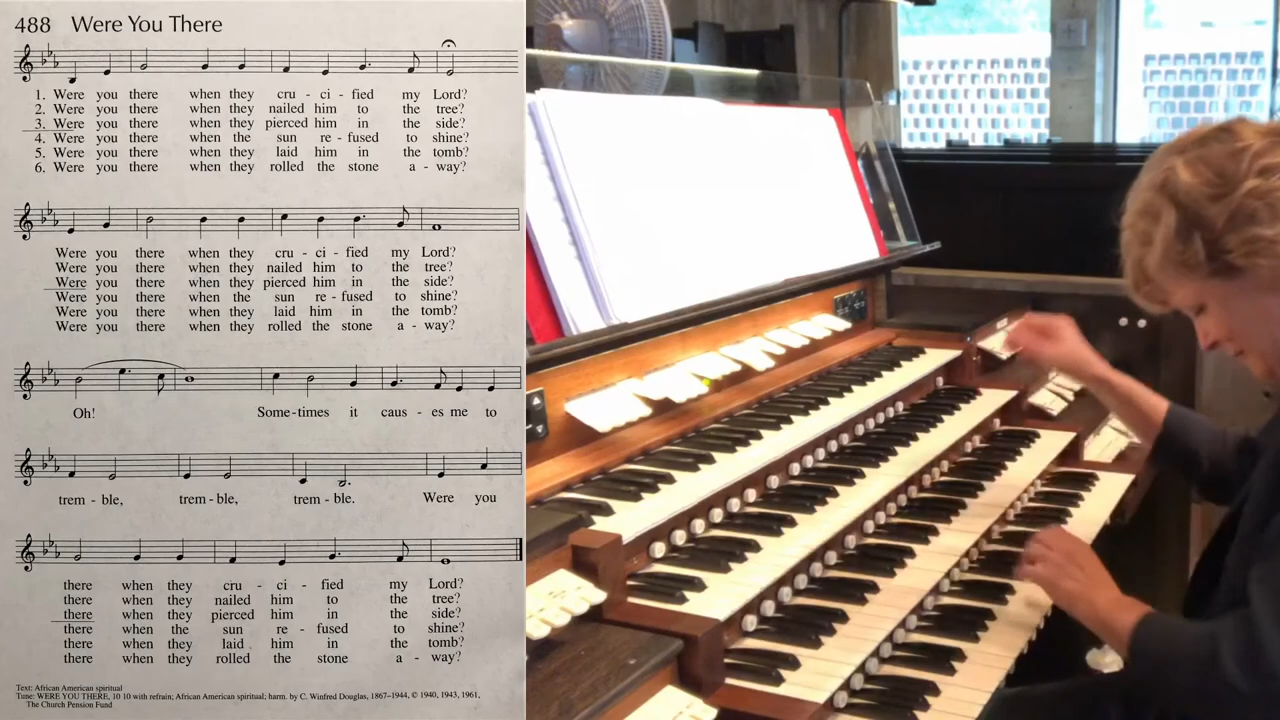 488 Were You There
1. Were you there when they cru - ci - fied my Lord?
2. Were you there when they nailed him to the tree?
3. Were you there when they pierced him in the side?
4. Were you there when the sun re - fused to shine?
5. Were you there when they laid him in the tomb?
6. Were you there when they rolled the stone a - way?
Were you there when they cru - ci - fied my Lord?
Were you there when they nailed him to the tree?
Were you there when they pierced him in the side?
Were you there when the sun re - fused to shine?
Were you there when they laid him in the tomb?
Were you there when they rolled the stone a - way?
Oh! Some - times it caus - es me to
trem - ble, trem - ble, trem - ble. Were you
there when they cru - ci - fied my Lord?
there when they nailed him to the tree?
there when they pierced him in the side?
there when the sun re - fused to shine?
there when they laid him in the tomb?
there when they rolled the stone a - way?
Text: African American spiritual
Tune: WERE YOU THERE, 10 10 with refrain; African American spiritual; harm. by C. Winfred Douglas, 1867–1944, © 1940, 1943, 1961,
The Church Pension Fund